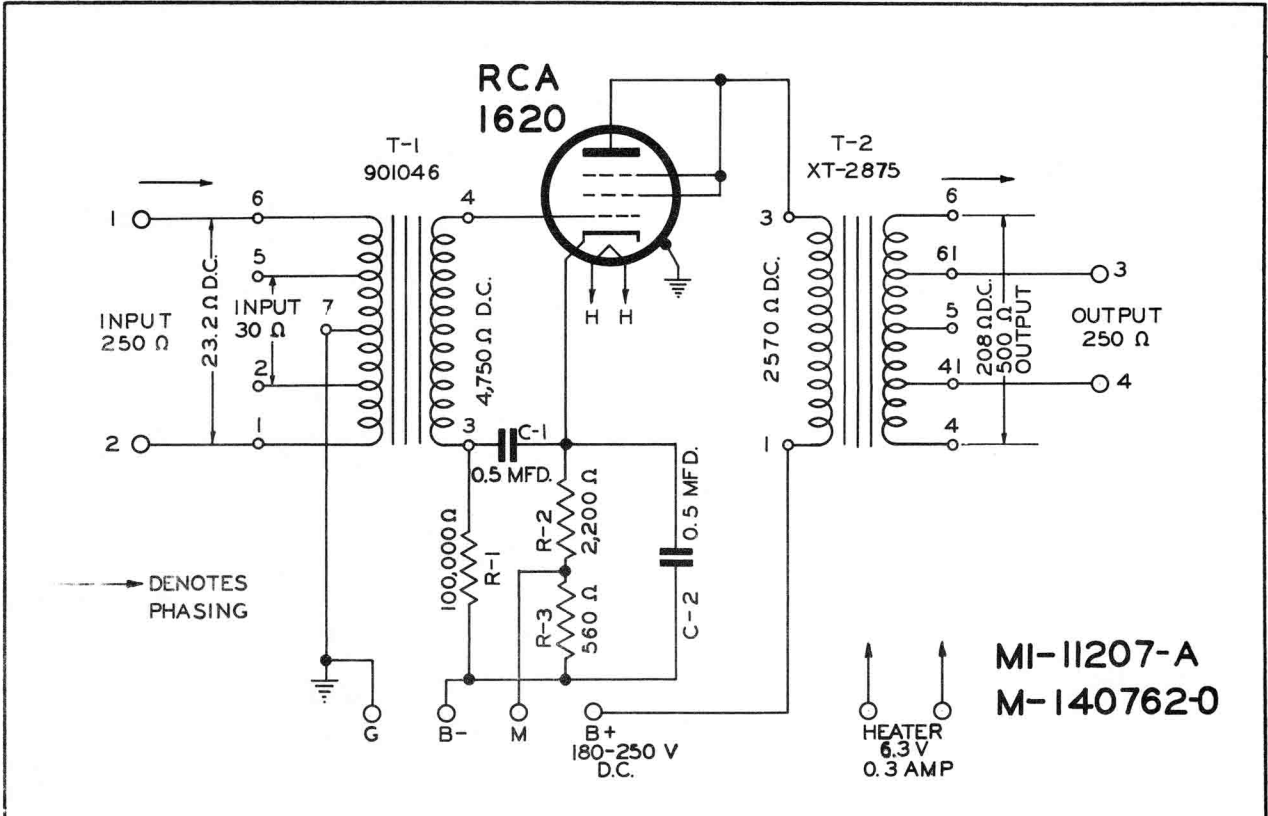 RCA
1620
T-1
901046
T-2
XT-2875
6
4
3
6
1
5
61
3
INPUT
250 Ω
23.2 Ω D.C.
INPUT
30 Ω
7
4,750 Ω D.C.
H H
2570 Ω D.C.
5
208 Ω D.C.
500 Ω
OUTPUT
OUTPUT
250 Ω
2
41
4
2
1
3
C-1
0.5 MFD.
1
4
100,000 Ω
R-1
R-2
2,200 Ω
R-3
560 Ω
0.5 MFD.
C-2
DENOTES
PHASING
MI-11207-A
M-140762-0
G
B-
M
B+
180-250 V
D.C.
HEATER
6.3 V
0.3 AMP